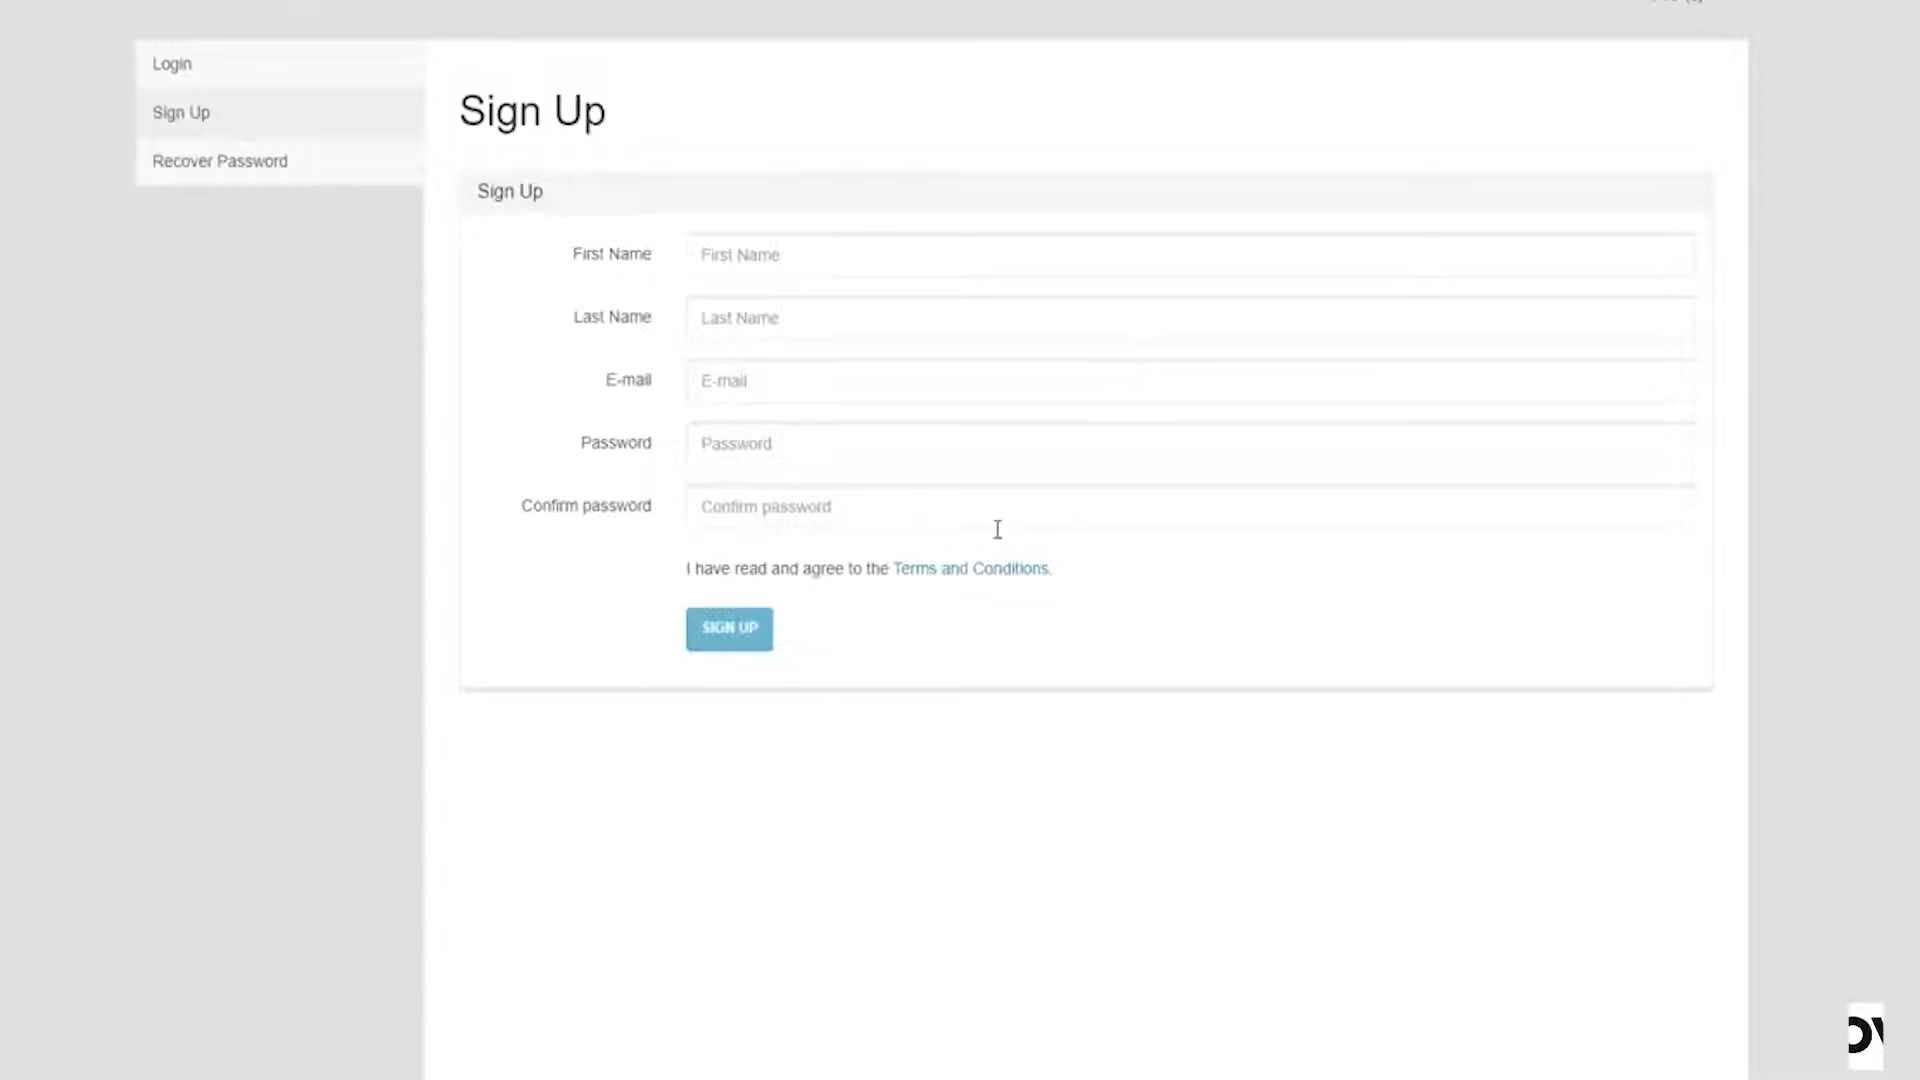 Login
Sign Up
Recover Password
Sign Up
Sign Up
First Name First Name
Last Name Last Name
E-mail E-mail
Password Password
Confirm password Confirm password
I have read and agree to the Terms and Conditions.
SIGN UP